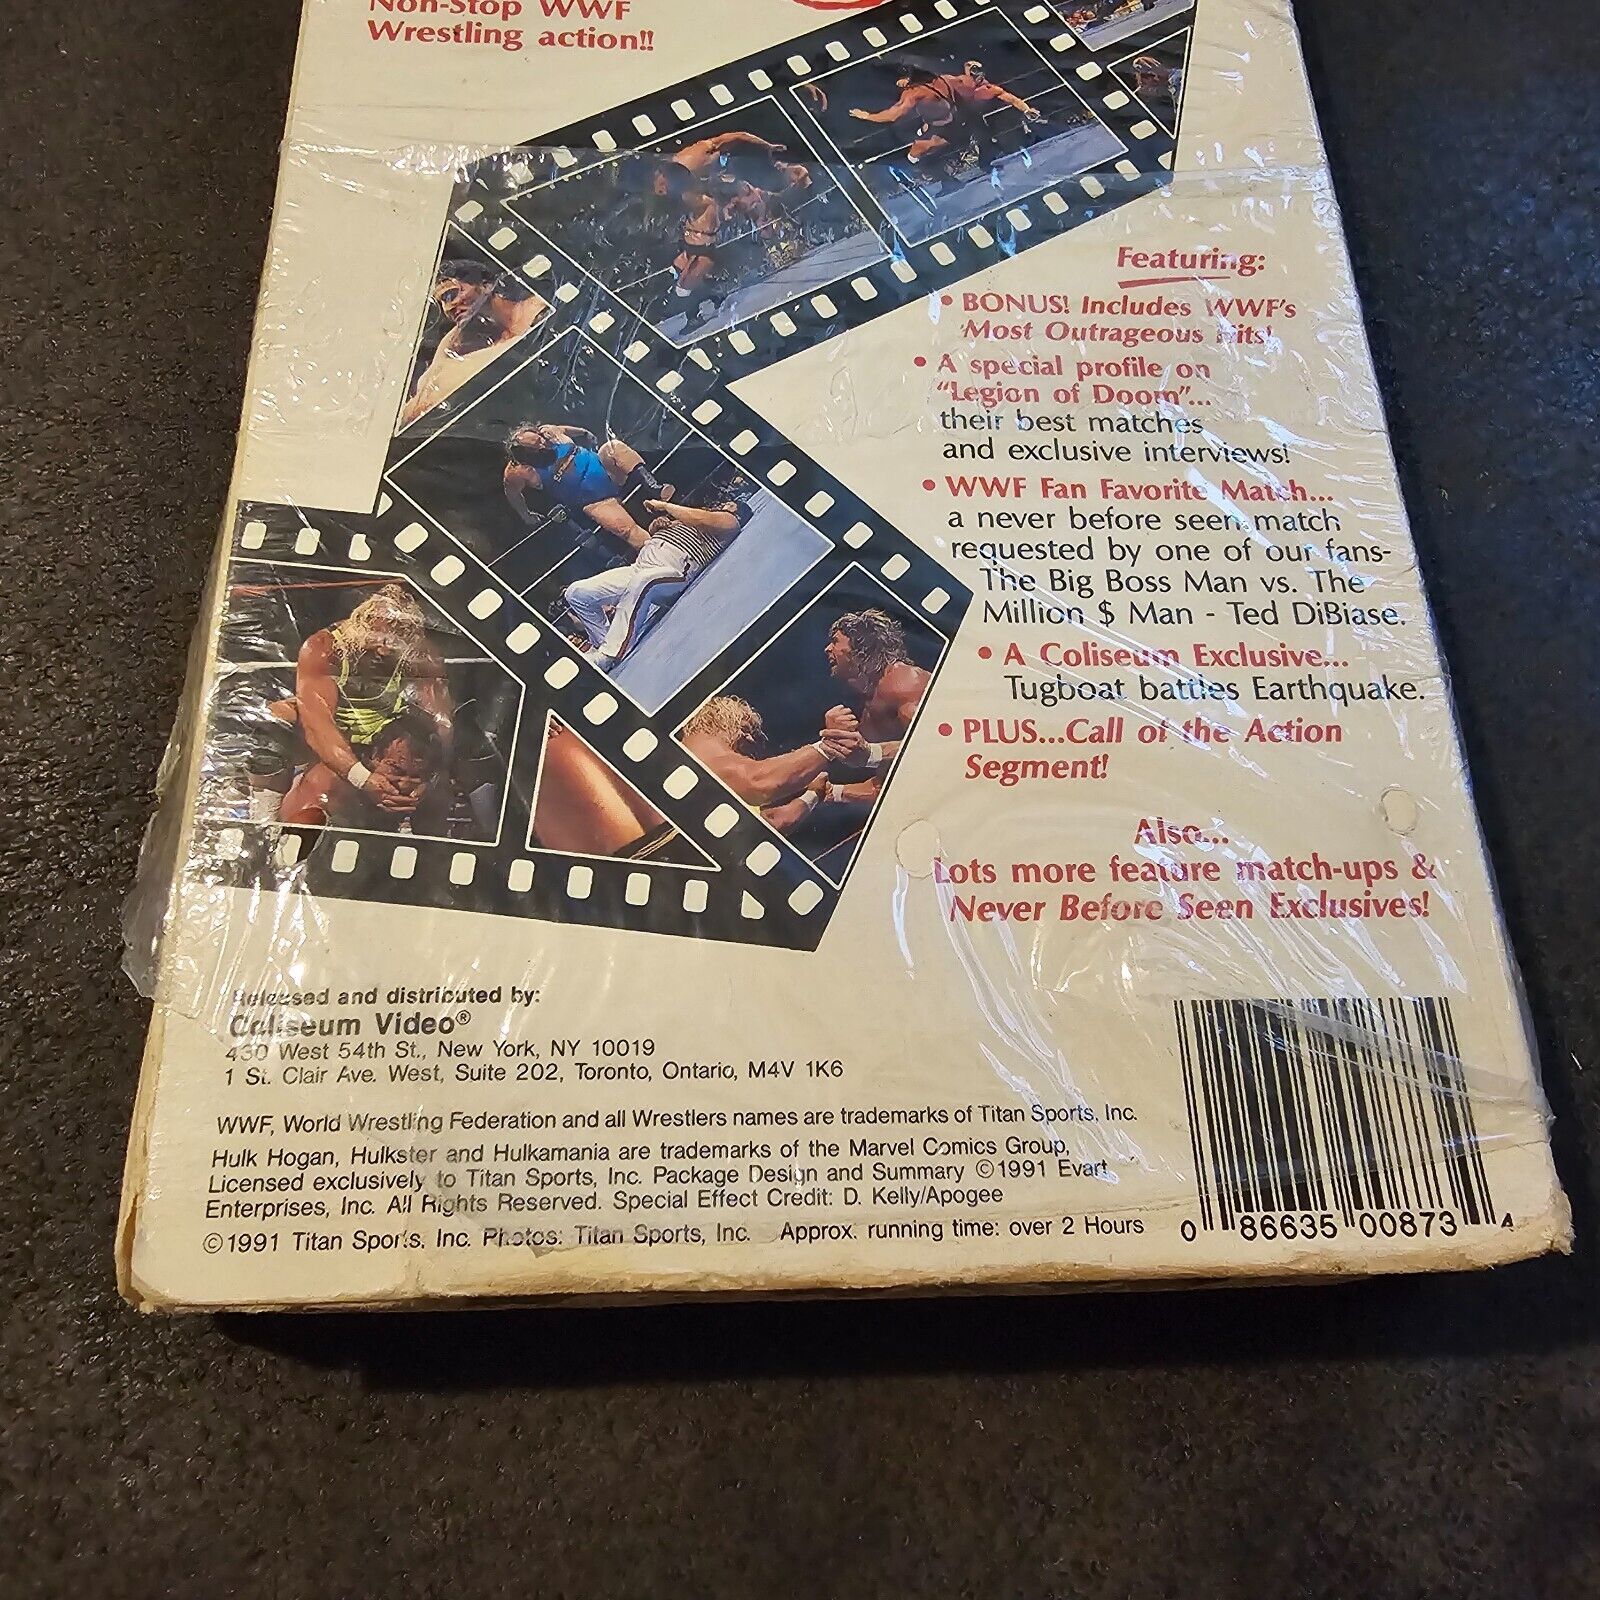 Non-Stop WWF
Wrestling action!!
Featuring:
• BONUS! Includes WWF's
Most Outrageous Hits!
• A special profile on
"Legion of Doom"...
their best matches
and exclusive interviews!
• WWF Fan Favorite Match...
a never before seen match
requested by one of our fans-
The Big Boss Man vs. The
Million $ Man - Ted DiBiase.
• A Coliseum Exclusive...
Tugboat battles Earthquake.
• PLUS...Call of the Action
Segment!
Also...
Lots more feature match-ups &
Never Before Seen Exclusives!
Released and distributed by:
Coliseum Video®
430 West 54th St., New York, NY 10019
1 St. Clair Ave. West, Suite 202, Toronto, Ontario, M4V 1K6
WWF, World Wrestling Federation and all Wrestlers names are trademarks of Titan Sports, Inc.
Hulk Hogan, Hulkster and Hulkamania are trademarks of the Marvel Comics Group,
Licensed exclusively to Titan Sports, Inc. Package Design and Summary ©1991 Evart
Enterprises, Inc. All Rights Reserved. Special Effect Credit: D. Kelly/Apogee
©1991 Titan Sports, Inc. Photos: Titan Sports, Inc. Approx. running time: over 2 Hours
0 86635 00873 A